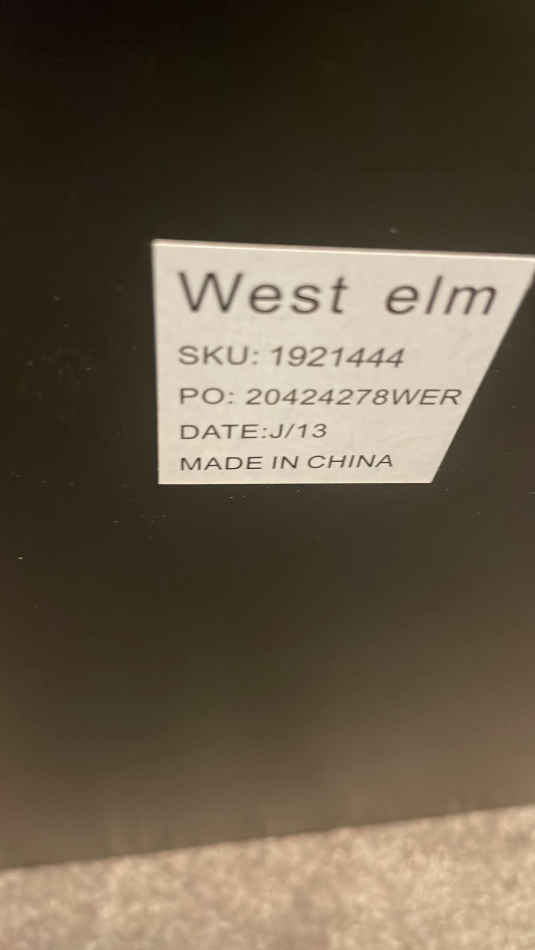 West elm
SKU: 1921444
PO: 20424278WER
DATE:J/13
MADE IN CHINA